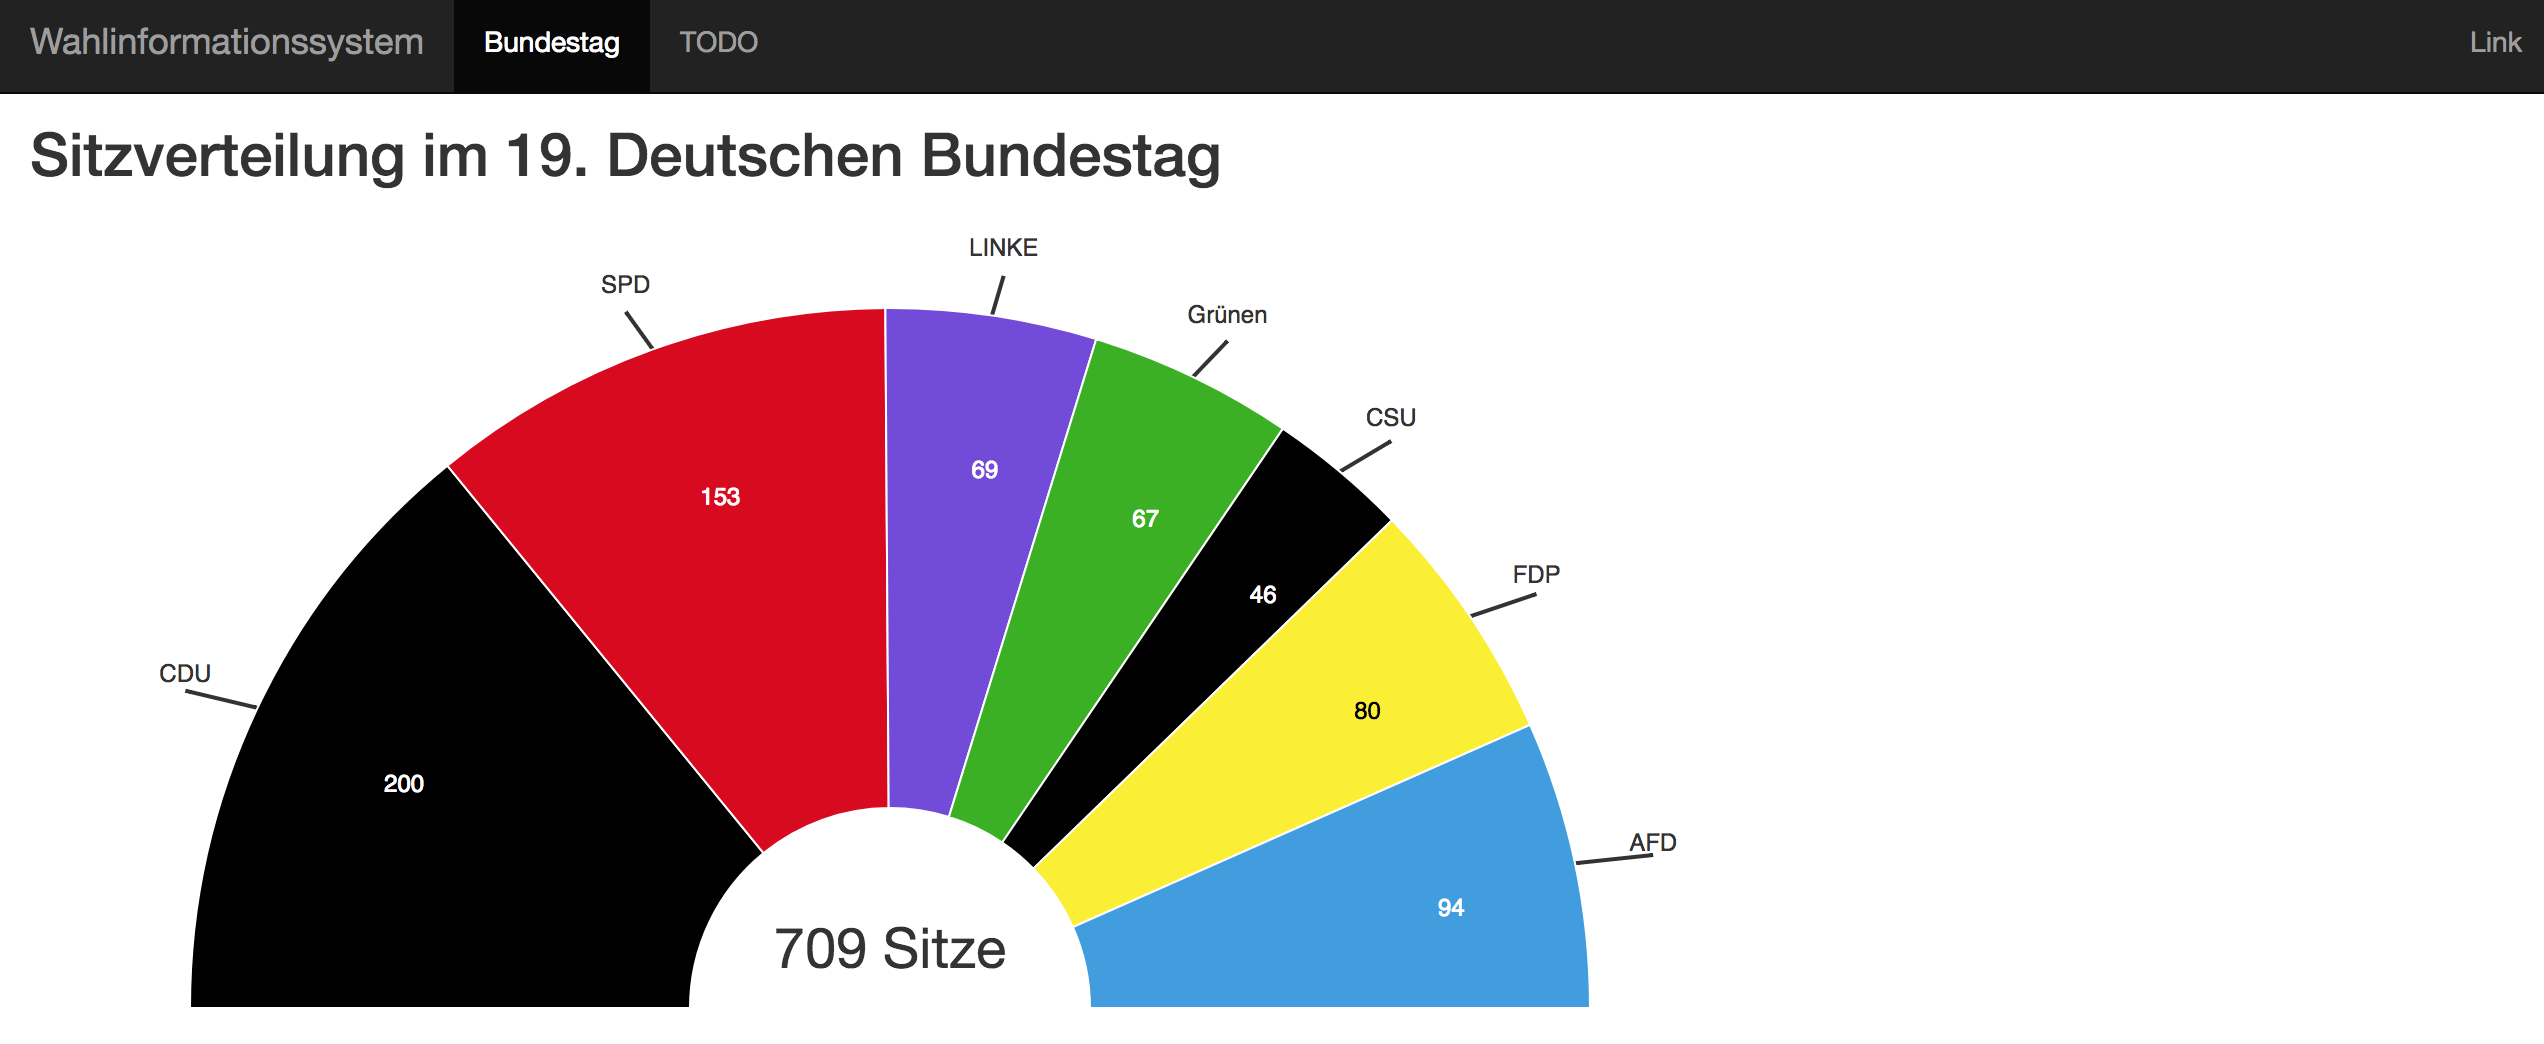 Wahlinformationssystem Bundestag TODO Link
Sitzverteilung im 19. Deutschen Bundestag
LINKE
SPD
Grünen
CSU
69
153
67
FDP
46
CDU
80
200
AFD
94
709 Sitze